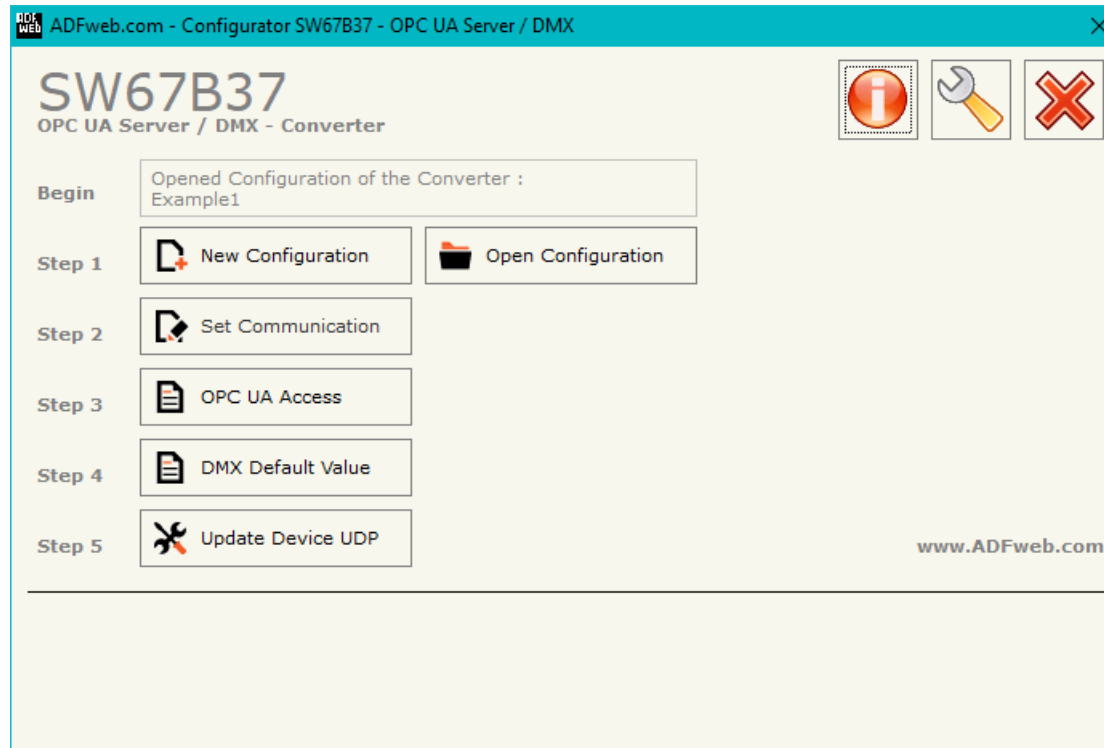 ADF web ADFweb.com - Configurator SW67B37 - OPC UA Server / DMX
SW67B37
OPC UA Server / DMX - Converter
Begin
Opened Configuration of the Converter :
Example1
Step 1
New Configuration
Open Configuration
Step 2
Set Communication
Step 3
OPC UA Access
Step 4
DMX Default Value
Step 5
Update Device UDP
www.ADFweb.com